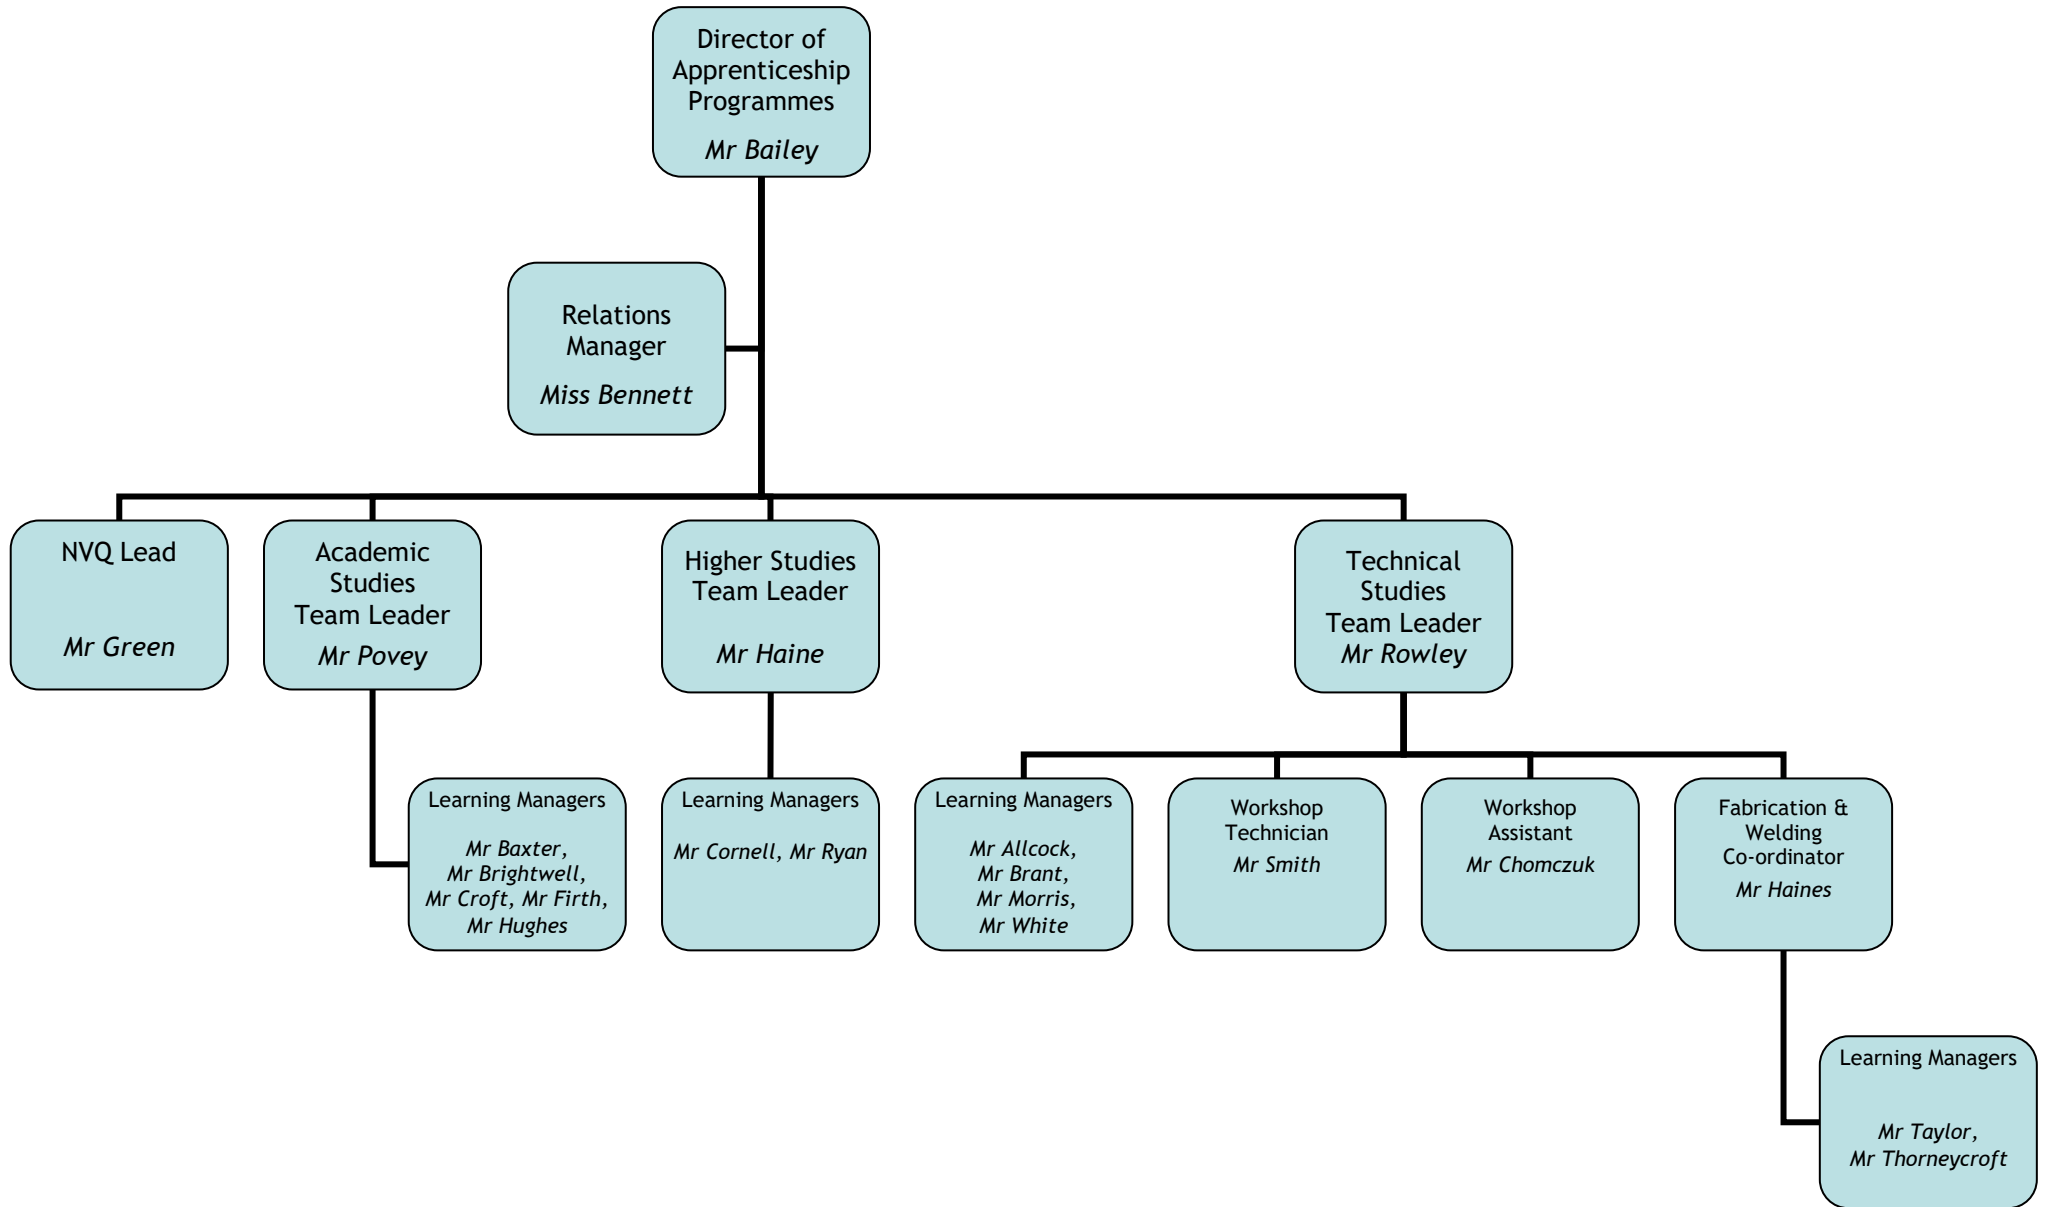 Director of
Apprenticeship
Programmes
Mr Bailey
Relations
Manager
Miss Bennett
NVQ Lead
Mr Green
Academic
Studies
Team Leader
Mr Povey
Higher Studies
Team Leader
Mr Haine
Technical
Studies
Team Leader
Mr Rowley
Learning Managers
Mr Baxter,
Mr Brightwell,
Mr Croft, Mr Firth,
Mr Hughes
Learning Managers
Mr Cornell, Mr Ryan
Learning Managers
Mr Allcock,
Mr Brant,
Mr Morris,
Mr White
Workshop
Technician
Mr Smith
Workshop
Assistant
Mr Chomczuk
Fabrication &
Welding
Co-ordinator
Mr Haines
Learning Managers
Mr Taylor,
Mr Thorneycroft